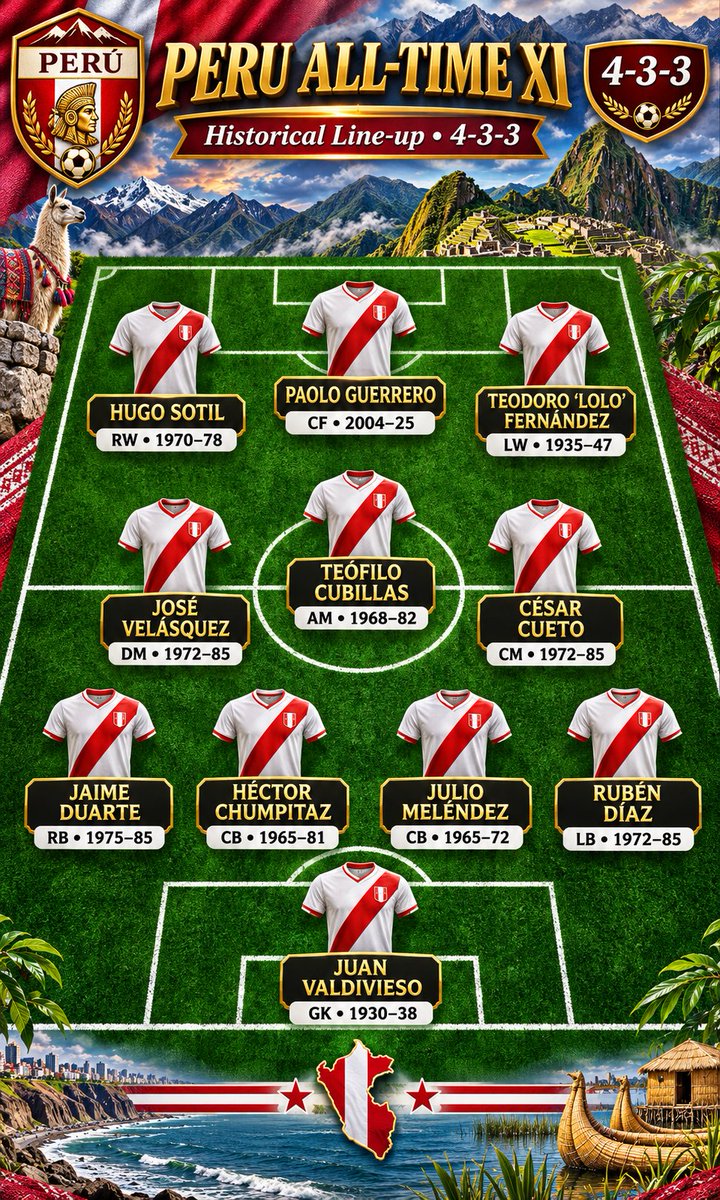 PERÚ
PERU ALL-TIME XI
4-3-3
Historical Line-up • 4-3-3
HUGO SOTIL
RW • 1970–78
PAOLO GUERRERO
CF • 2004–25
TEODORO 'LOLO'
FERNÁNDEZ
LW • 1935–47
JOSÉ
VELÁSQUEZ
DM • 1972–85
TEÓFILO
CUBILLAS
AM • 1968–82
CÉSAR
CUETO
CM • 1972–85
JAIME
DUARTE
RB • 1975–85
HÉCTOR
CHUMPITAZ
CB • 1965–81
JULIO
MELÉNDEZ
CB • 1965–72
RUBÉN
DÍAZ
LB • 1972–85
JUAN
VALDIVIESO
GK • 1930–38